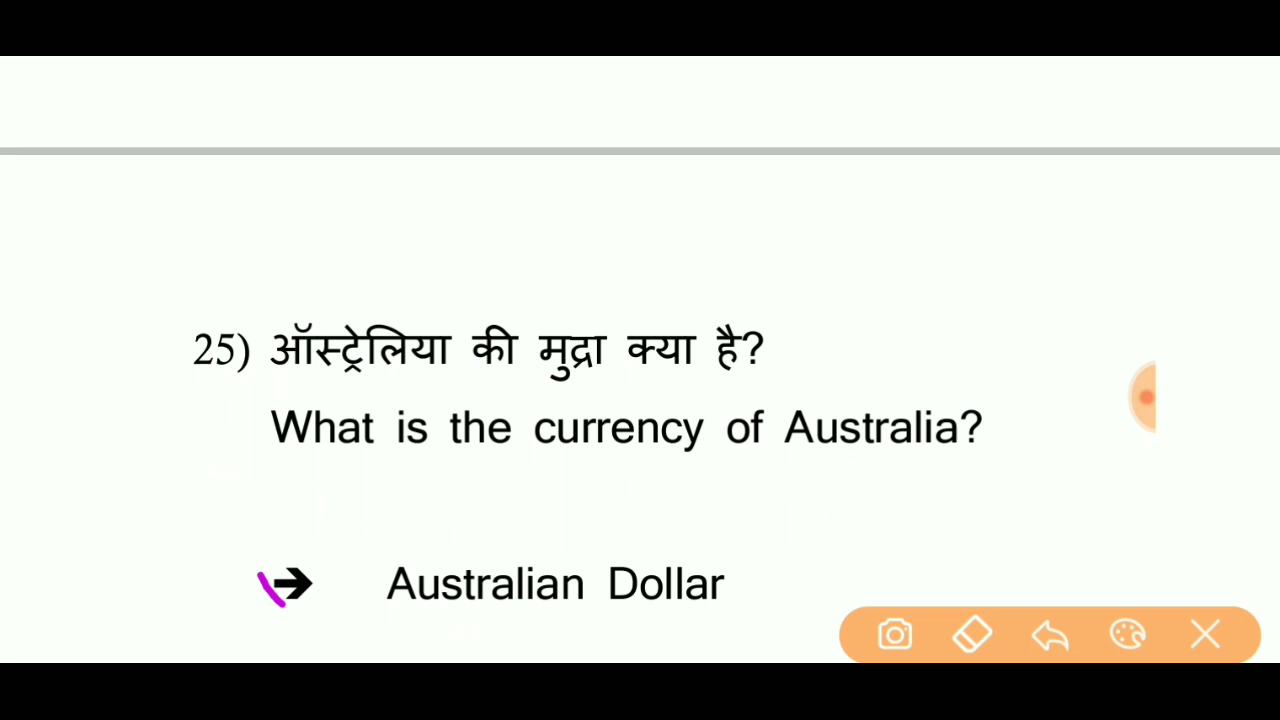 25) ऑस्ट्रेलिया की मुद्रा क्या है?
What is the currency of Australia?
➔ Australian Dollar